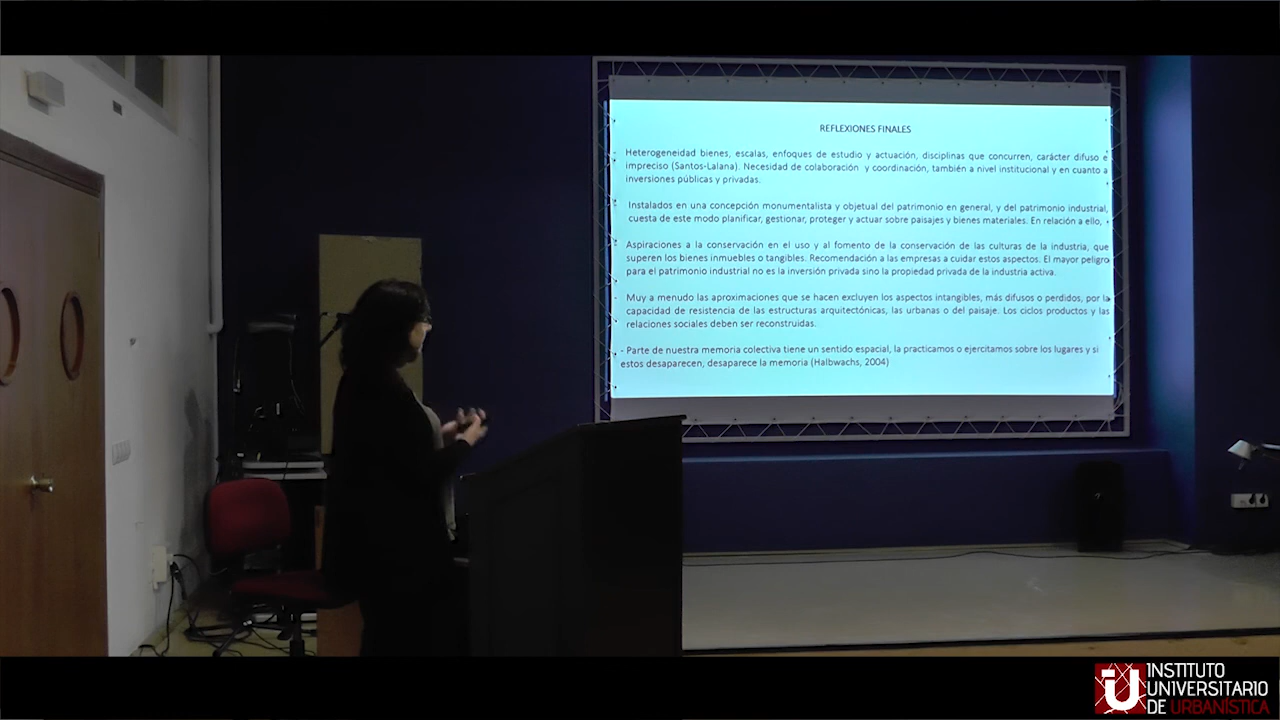 REFLEXIONES FINALES
- Heterogeneidad bienes, escalas, enfoques de estudio y actuación, disciplinas que concurren, carácter difuso e
impreciso (Santos-Lalana). Necesidad de colaboración y coordinación, también a nivel institucional y en cuanto a
inversiones públicas y privadas.
- Instalados en una concepción monumentalista y objetual del patrimonio en general, y del patrimonio industrial,
cuesta de este modo planificar, gestionar, proteger y actuar sobre paisajes y bienes materiales. En relación a ello,
- Aspiraciones a la conservación en el uso y al fomento de la conservación de las culturas de la industria, que
superen los bienes inmuebles o tangibles. Recomendación a las empresas a cuidar estos aspectos. El mayor peligro
para el patrimonio industrial no es la inversión privada sino la propiedad privada de la industria activa.
- Muy a menudo las aproximaciones que se hacen excluyen los aspectos intangibles, más difusos o perdidos, por la
capacidad de resistencia de las estructuras arquitectónicas, las urbanas o del paisaje. Los ciclos productos y las
relaciones sociales deben ser reconstruidas.
- Parte de nuestra memoria colectiva tiene un sentido espacial, la practicamos o ejercitamos sobre los lugares y si
estos desaparecen, desaparece la memoria (Halbwachs, 2004)
INSTITUTO
UNIVERSITARIO
DE URBANÍSTICA